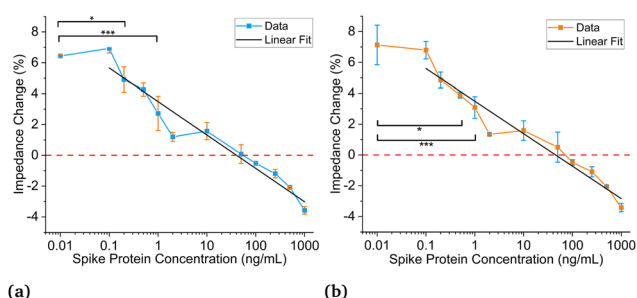 8
6
4
2
0
-2
-4
Impedance Change (%)
*
***
Data
Linear Fit
0.01 0.1 1 10 100 1000
Spike Protein Concentration (ng/mL)
(a)
8
6
4
2
0
-2
-4
Impedance Change (%)
Data
Linear Fit
*
***
0.01 0.1 1 10 100 1000
Spike Protein Concentration (ng/mL)
(b)